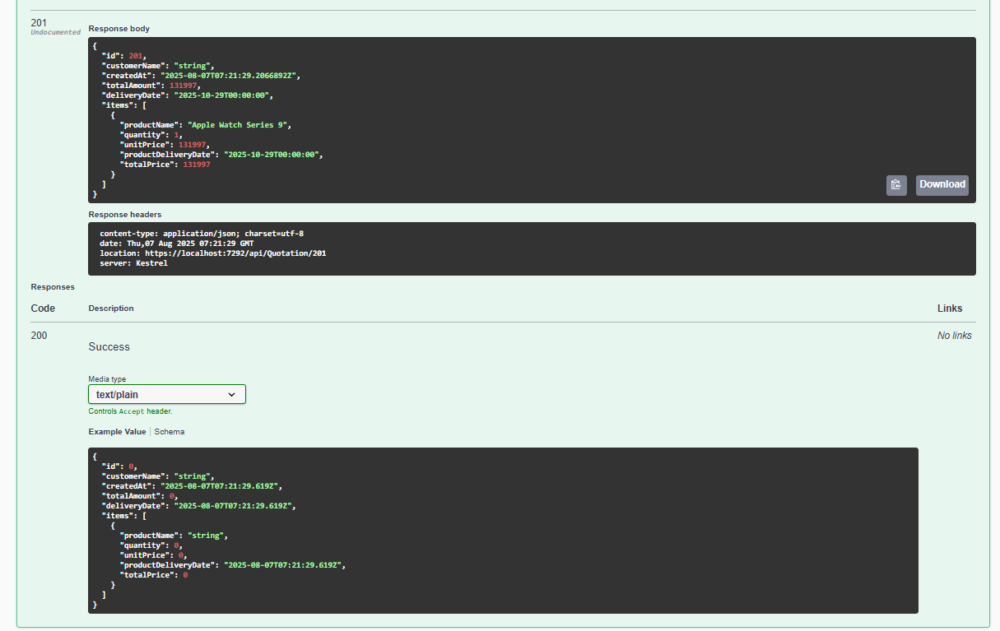 201
Undocumented
Response body
{
  "id": 201,
  "customerName": "string",
  "createdAt": "2025-08-07T07:21:29.2066892Z",
  "totalAmount": 131997,
  "deliveryDate": "2025-10-29T00:00:00",
  "items": [
    {
      "productName": "Apple Watch Series 9",
      "quantity": 1,
      "unitPrice": 131997,
      "productDeliveryDate": "2025-10-29T00:00:00",
      "totalPrice": 131997
    }
  ]
}
Download
Response headers
content-type: application/json; charset=utf-8
date: Thu,07 Aug 2025 07:21:29 GMT
location: https://localhost:7292/api/Quotation/201
server: Kestrel
Responses
Code Description Links
200 Success No links
Media type
text/plain
Controls Accept header.
Example Value | Schema
{
  "id": 0,
  "customerName": "string",
  "createdAt": "2025-08-07T07:21:29.619Z",
  "totalAmount": 0,
  "deliveryDate": "2025-08-07T07:21:29.619Z",
  "items": [
    {
      "productName": "string",
      "quantity": 0,
      "unitPrice": 0,
      "productDeliveryDate": "2025-08-07T07:21:29.619Z",
      "totalPrice": 0
    }
  ]
}